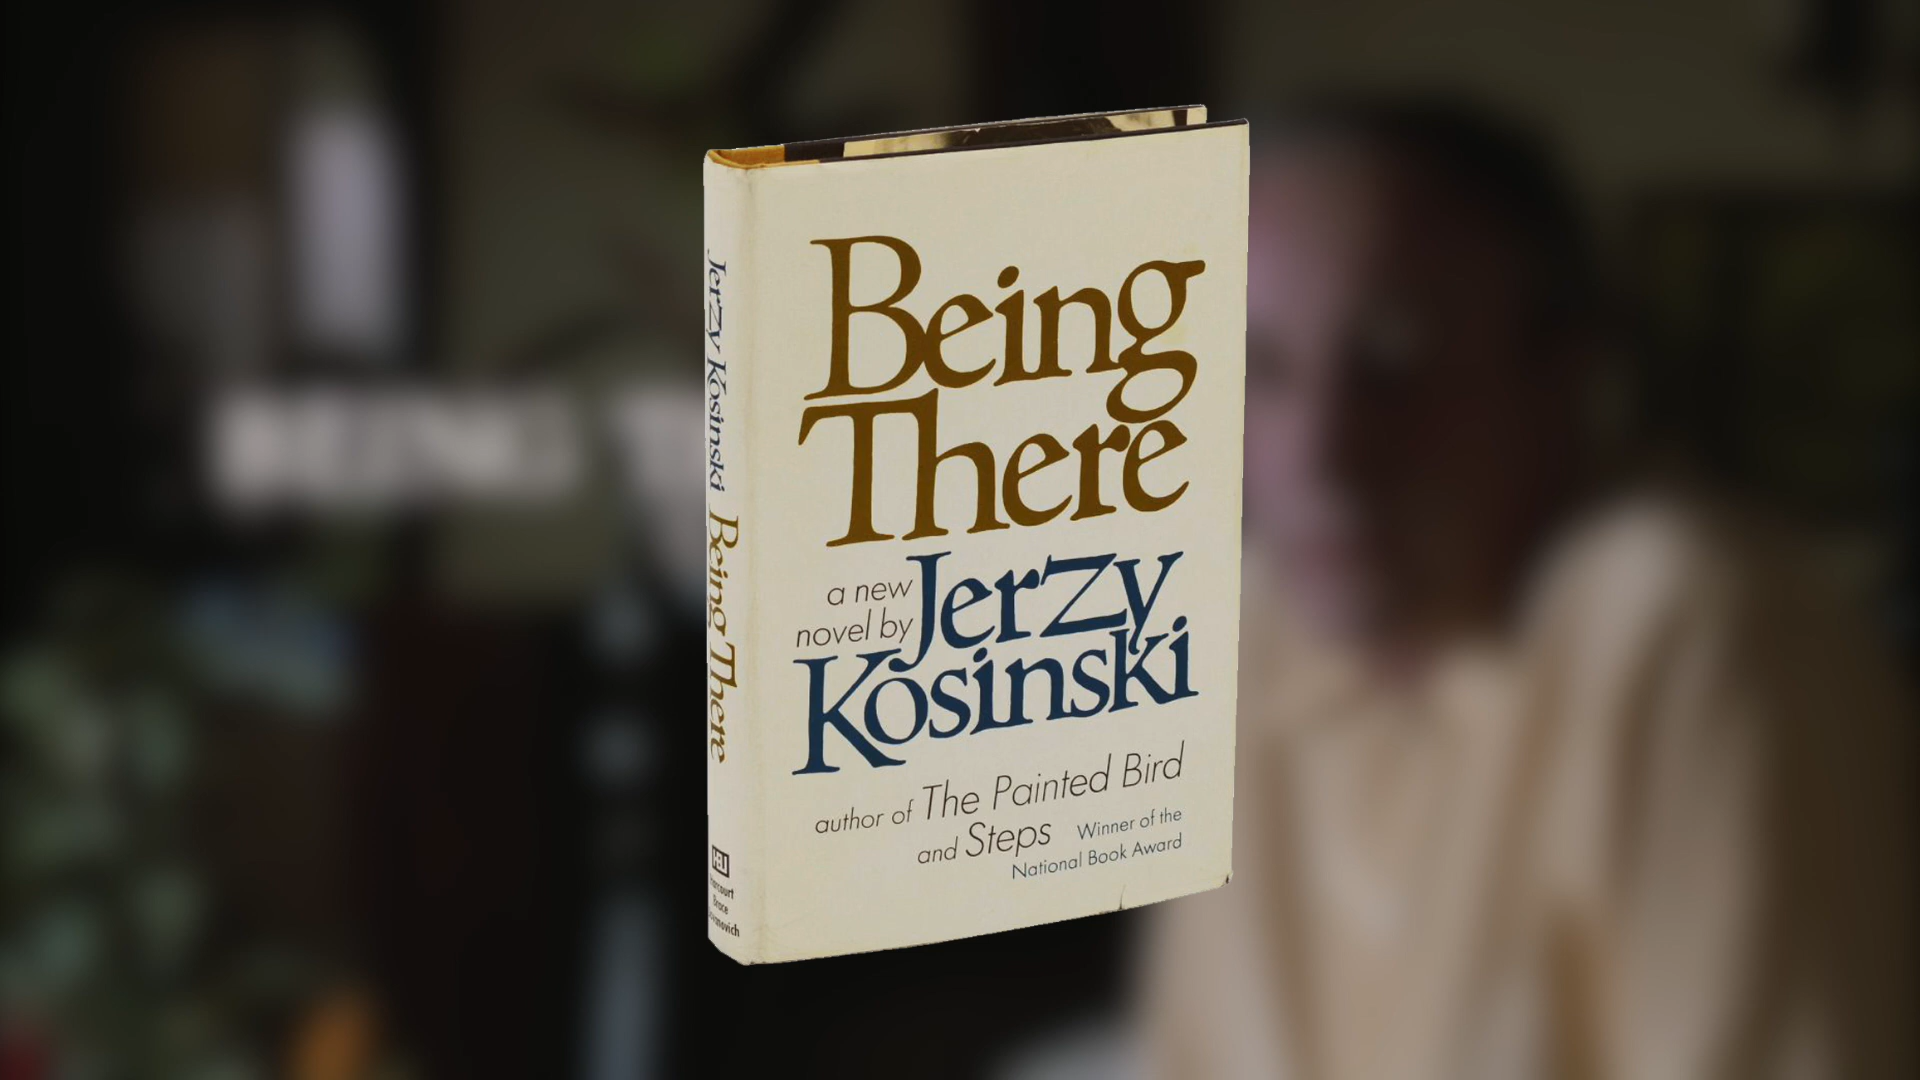 Being
There
a new
novel by
Jerzy
Kosinski
author of The Painted Bird
and Steps Winner of the
National Book Award
Jerzy Kosinski Being There
HBJ
Harcourt
Brace
Jovanovich